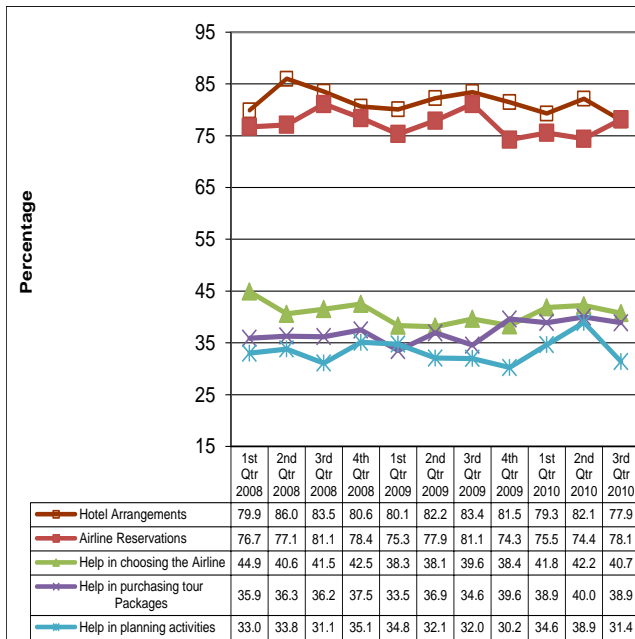 95
85
75
65
55
45
35
25
15
Percentage
1st Qtr 2008 2nd Qtr 2008 3rd Qtr 2008 4th Qtr 2008 1st Qtr 2009 2nd Qtr 2009 3rd Qtr 2009 4th Qtr 2009 1st Qtr 2010 2nd Qtr 2010 3rd Qtr 2010
Hotel Arrangements 79.9 86.0 83.5 80.6 80.1 82.2 83.4 81.5 79.3 82.1 77.9
Airline Reservations 76.7 77.1 81.1 78.4 75.3 77.9 81.1 74.3 75.5 74.4 78.1
Help in choosing the Airline 44.9 40.6 41.5 42.5 38.3 38.1 39.6 38.4 41.8 42.2 40.7
Help in purchasing tour
Packages 35.9 36.3 36.2 37.5 33.5 36.9 34.6 39.6 38.9 40.0 38.9
Help in planning activities 33.0 33.8 31.1 35.1 34.8 32.1 32.0 30.2 34.6 38.9 31.4